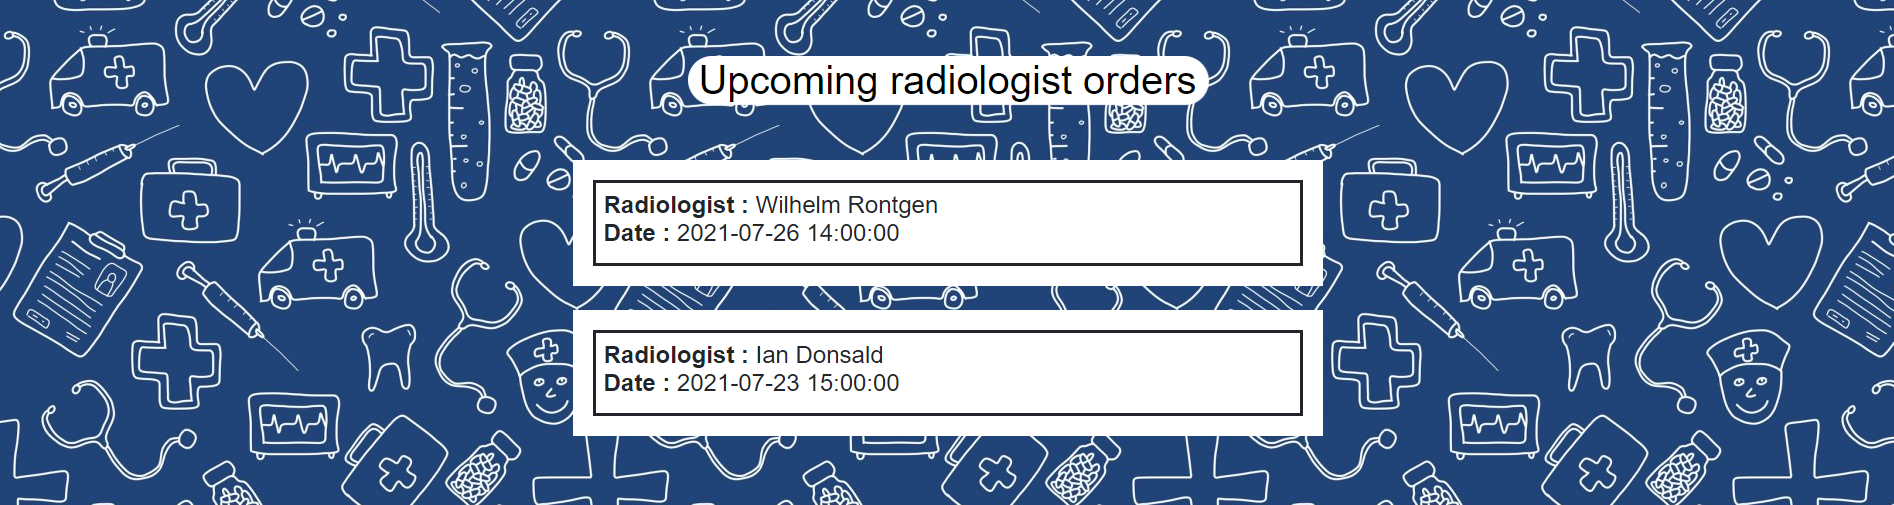 Upcoming radiologist orders
Radiologist : Wilhelm Rontgen
Date : 2021-07-26 14:00:00
Radiologist : Ian Donsald
Date : 2021-07-23 15:00:00